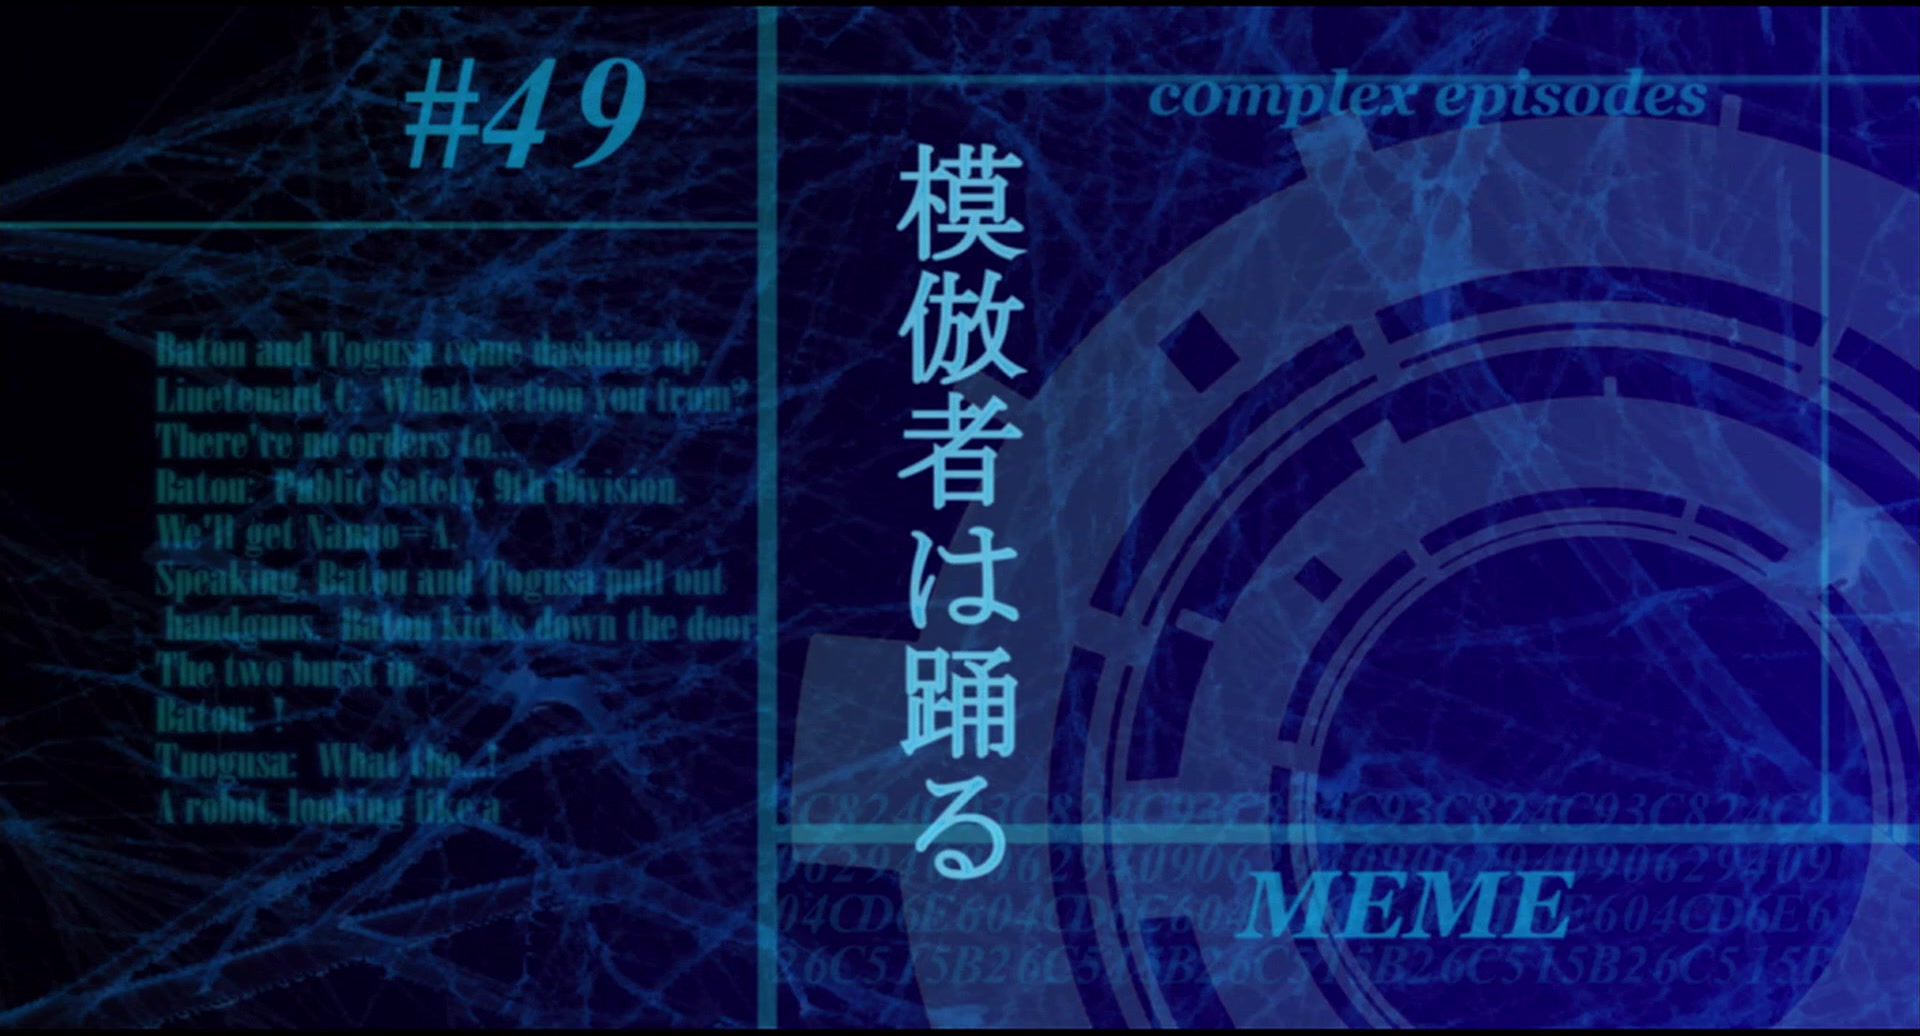 #49
complex episodes
模倣者は踊る
Batou and Togusa come dashing up.
Lieutenant C:  What section you from?
There're no orders to...
Batou:  Public Safety, 9th Division.
We'll get Nanao=A.
Speaking, Batou and Togusa pull out
handguns.  Batou kicks down the door
The two burst in.
Batou:  !
Tuogusa:  What the...!
A robot, looking like a
MEME